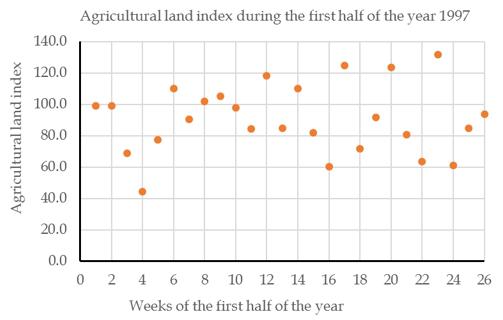 Agricultural land index during the first half of the year 1997
140.0
120.0
100.0
80.0
60.0
40.0
20.0
0.0
Agricultural land index
0 2 4 6 8 10 12 14 16 18 20 22 24 26
Weeks of the first half of the year